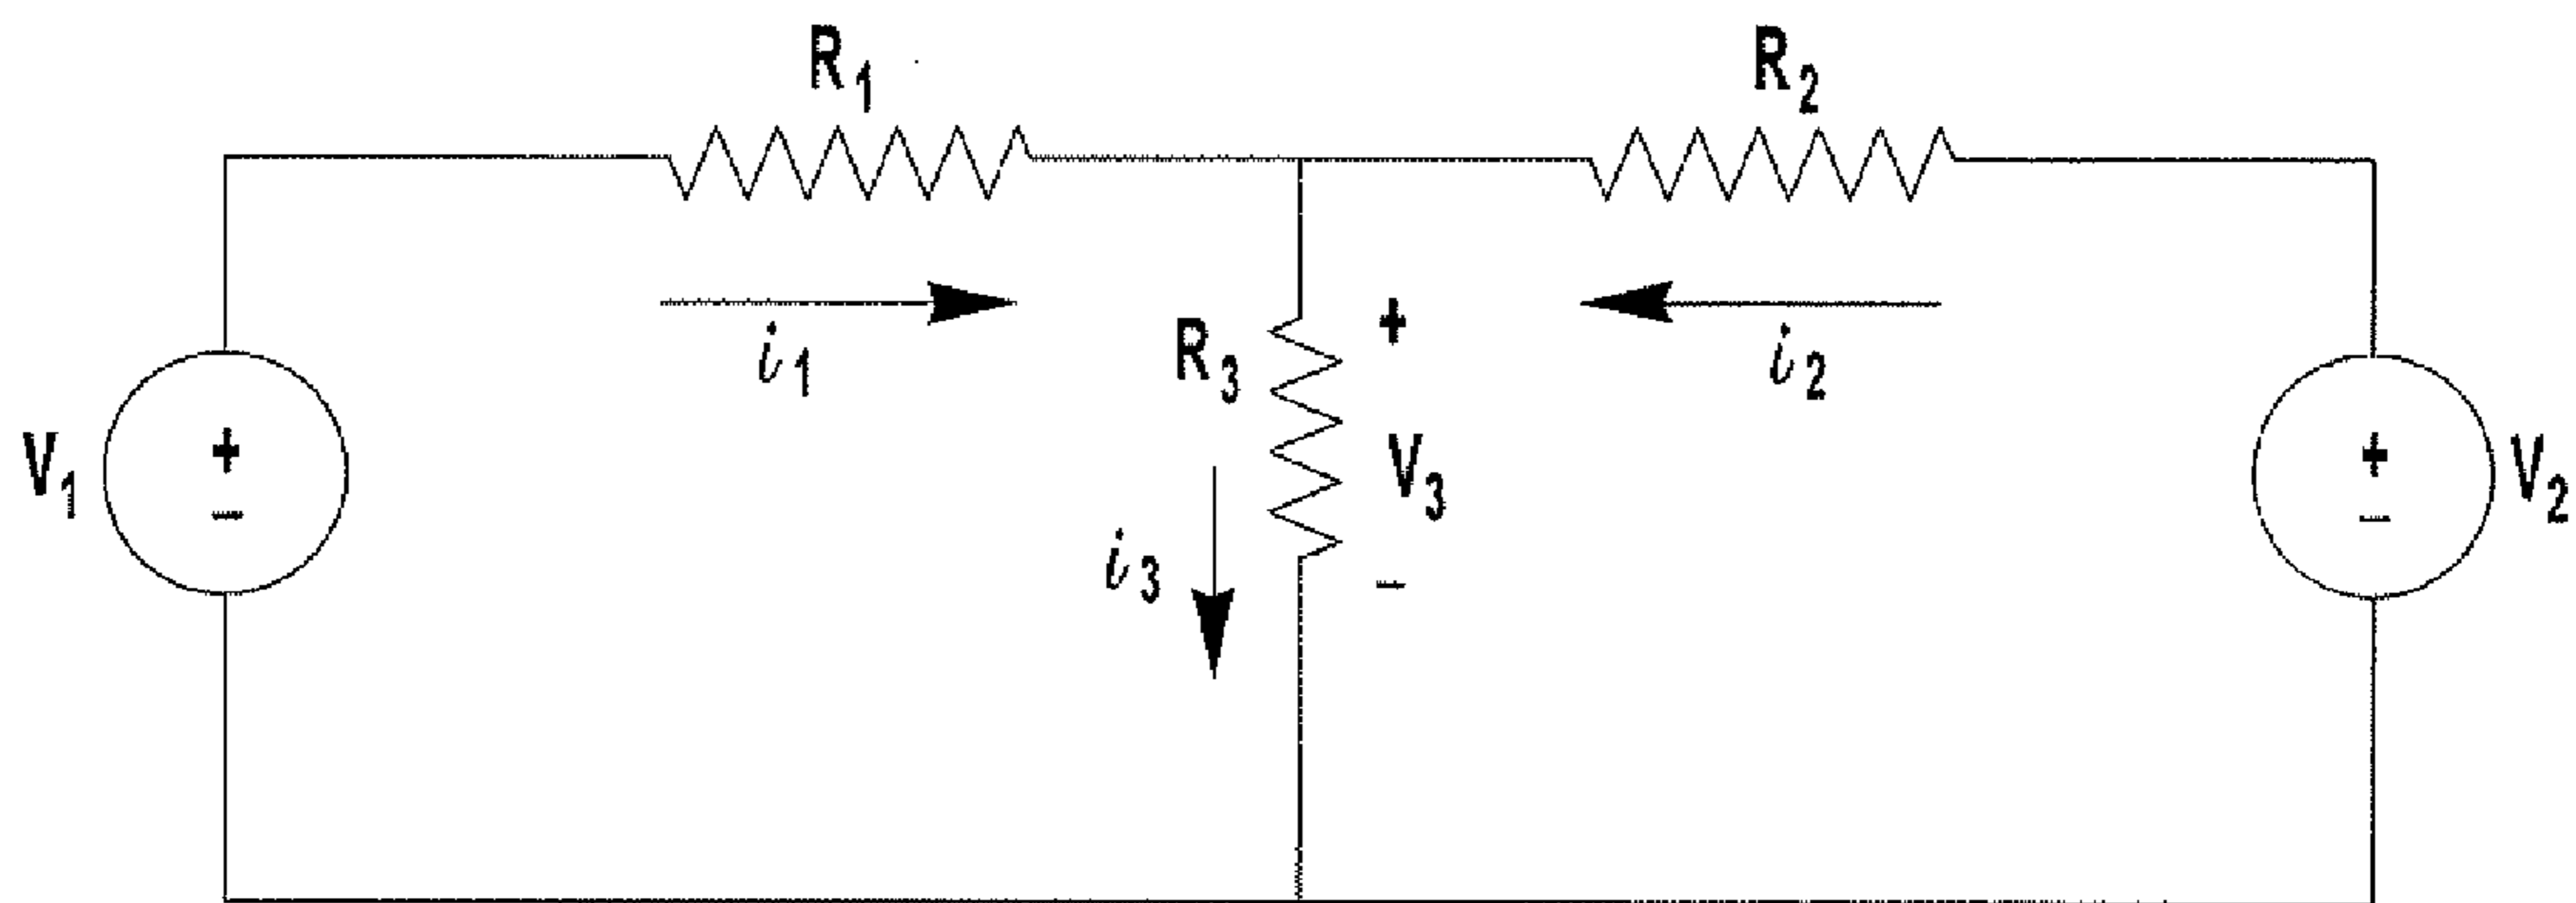 R₁
R₂
i₁
R₃
+
i₂
V₁
+
-
V₃
+
-
V₂
i₃
-